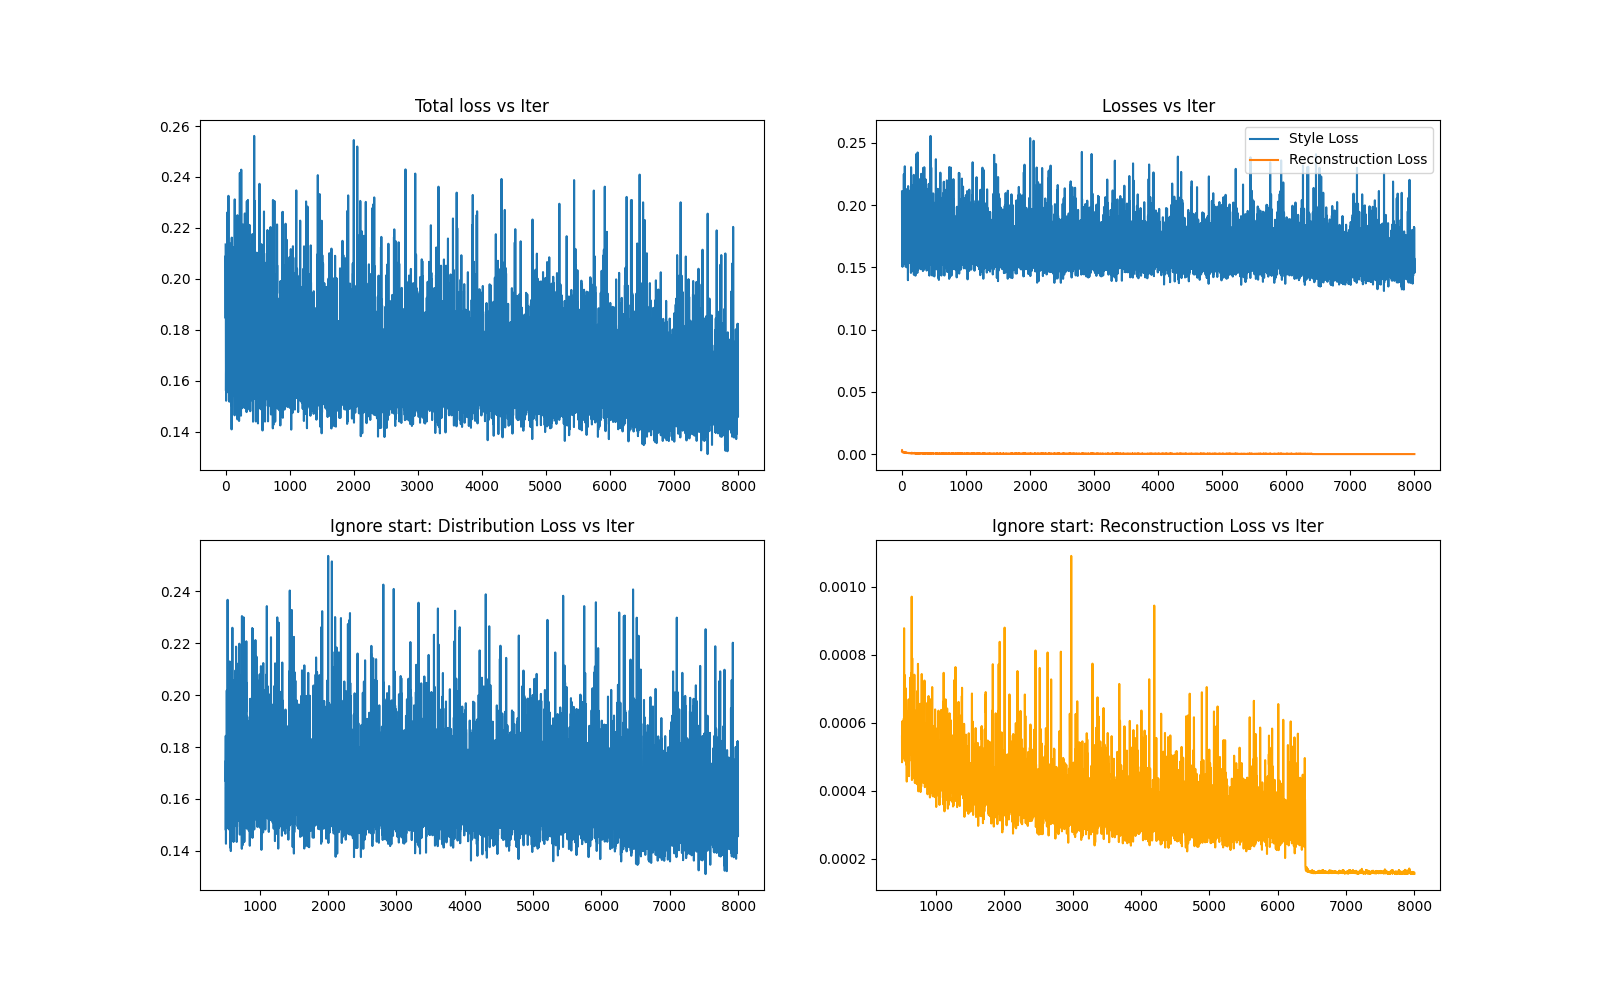 Total loss vs Iter
0.26
0.24
0.22
0.20
0.18
0.16
0.14
0 1000 2000 3000 4000 5000 6000 7000 8000
Losses vs Iter
Style Loss
Reconstruction Loss
0.25
0.20
0.15
0.10
0.05
0.00
0 1000 2000 3000 4000 5000 6000 7000 8000
Ignore start: Distribution Loss vs Iter
0.24
0.22
0.20
0.18
0.16
0.14
1000 2000 3000 4000 5000 6000 7000 8000
Ignore start: Reconstruction Loss vs Iter
0.0010
0.0008
0.0006
0.0004
0.0002
1000 2000 3000 4000 5000 6000 7000 8000